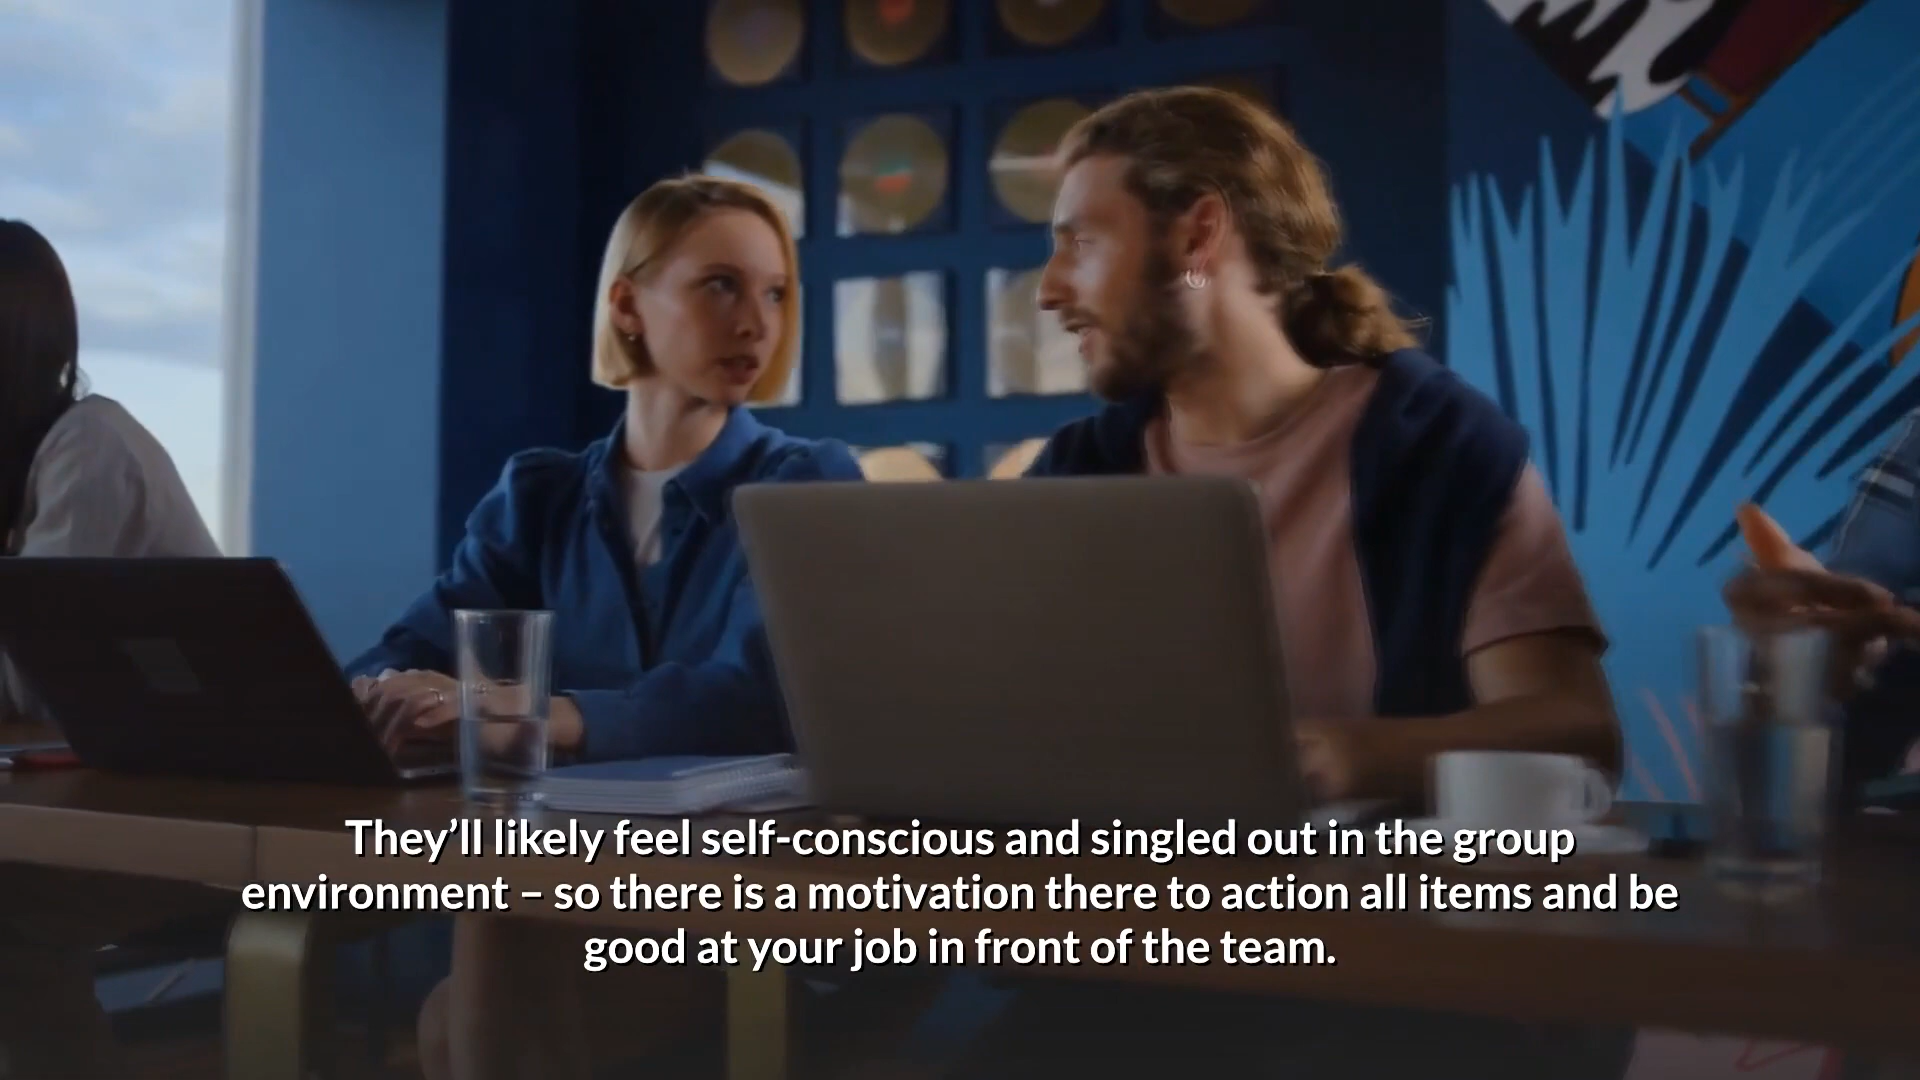 They’ll likely feel self-conscious and singled out in the group
environment – so there is a motivation there to action all items and be
good at your job in front of the team.